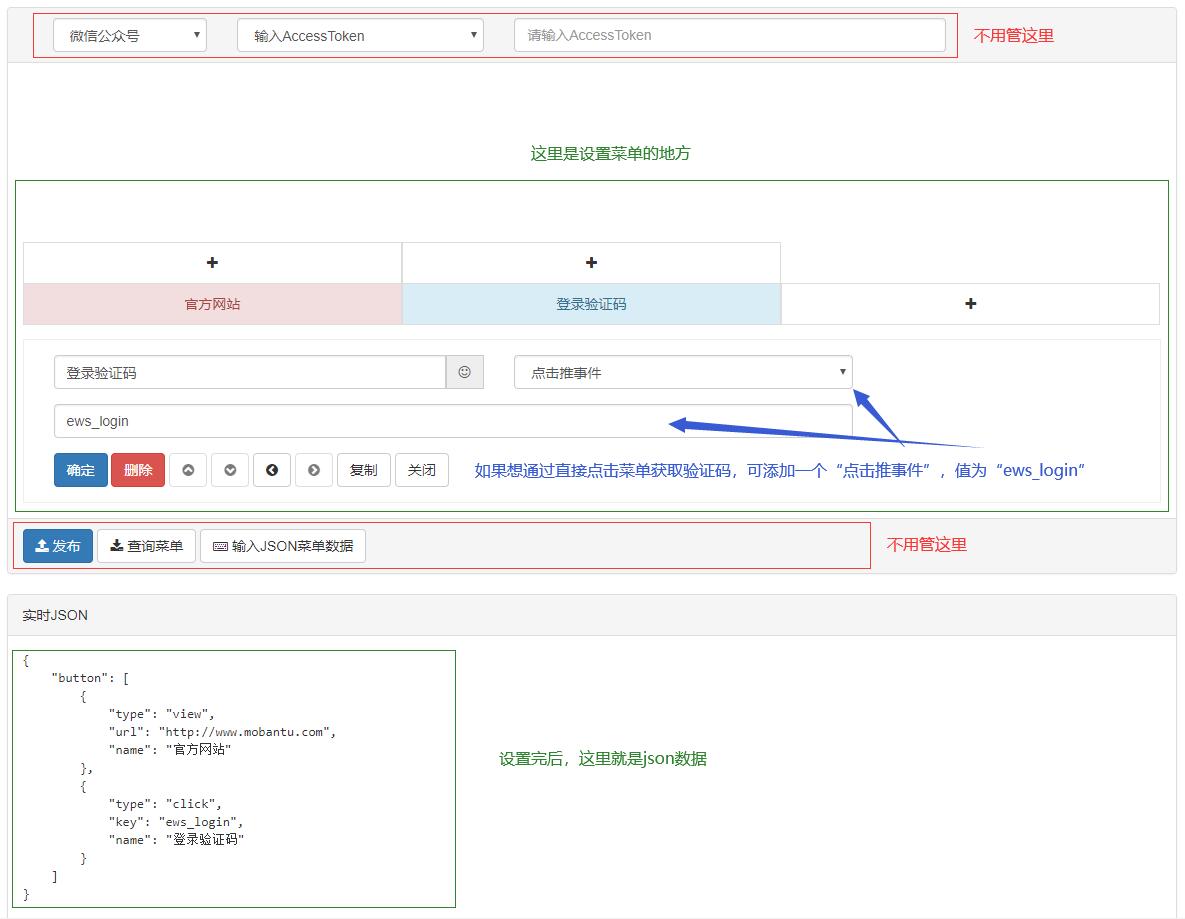 微信公众号 输入AccessToken 请输入AccessToken 不用管这里
这里是设置菜单的地方
官方网站 登录验证码
登录验证码 点击推事件
ews_login
确定 删除 复制 关闭 如果想通过直接点击菜单获取验证码，可添加一个“点击推事件”，值为“ews_login“
发布 查询菜单 输入JSON菜单数据 不用管这里
实时JSON
{
"button": [
{
"type": "view",
"url": "http://www.mobantu.com",
"name": "官方网站"
},
{
"type": "click",
"key": "ews_login",
"name": "登录验证码"
}
]
}
设置完后，这里就是json数据